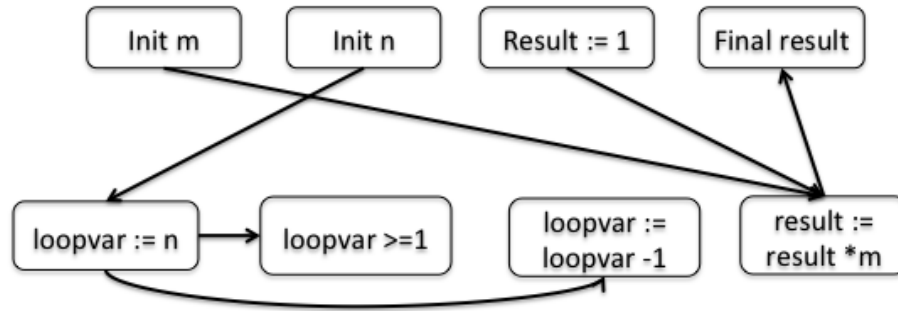 Init m
Init n
Result := 1
Final result
loopvar := n
loopvar >=1
loopvar :=
loopvar -1
result :=
result *m